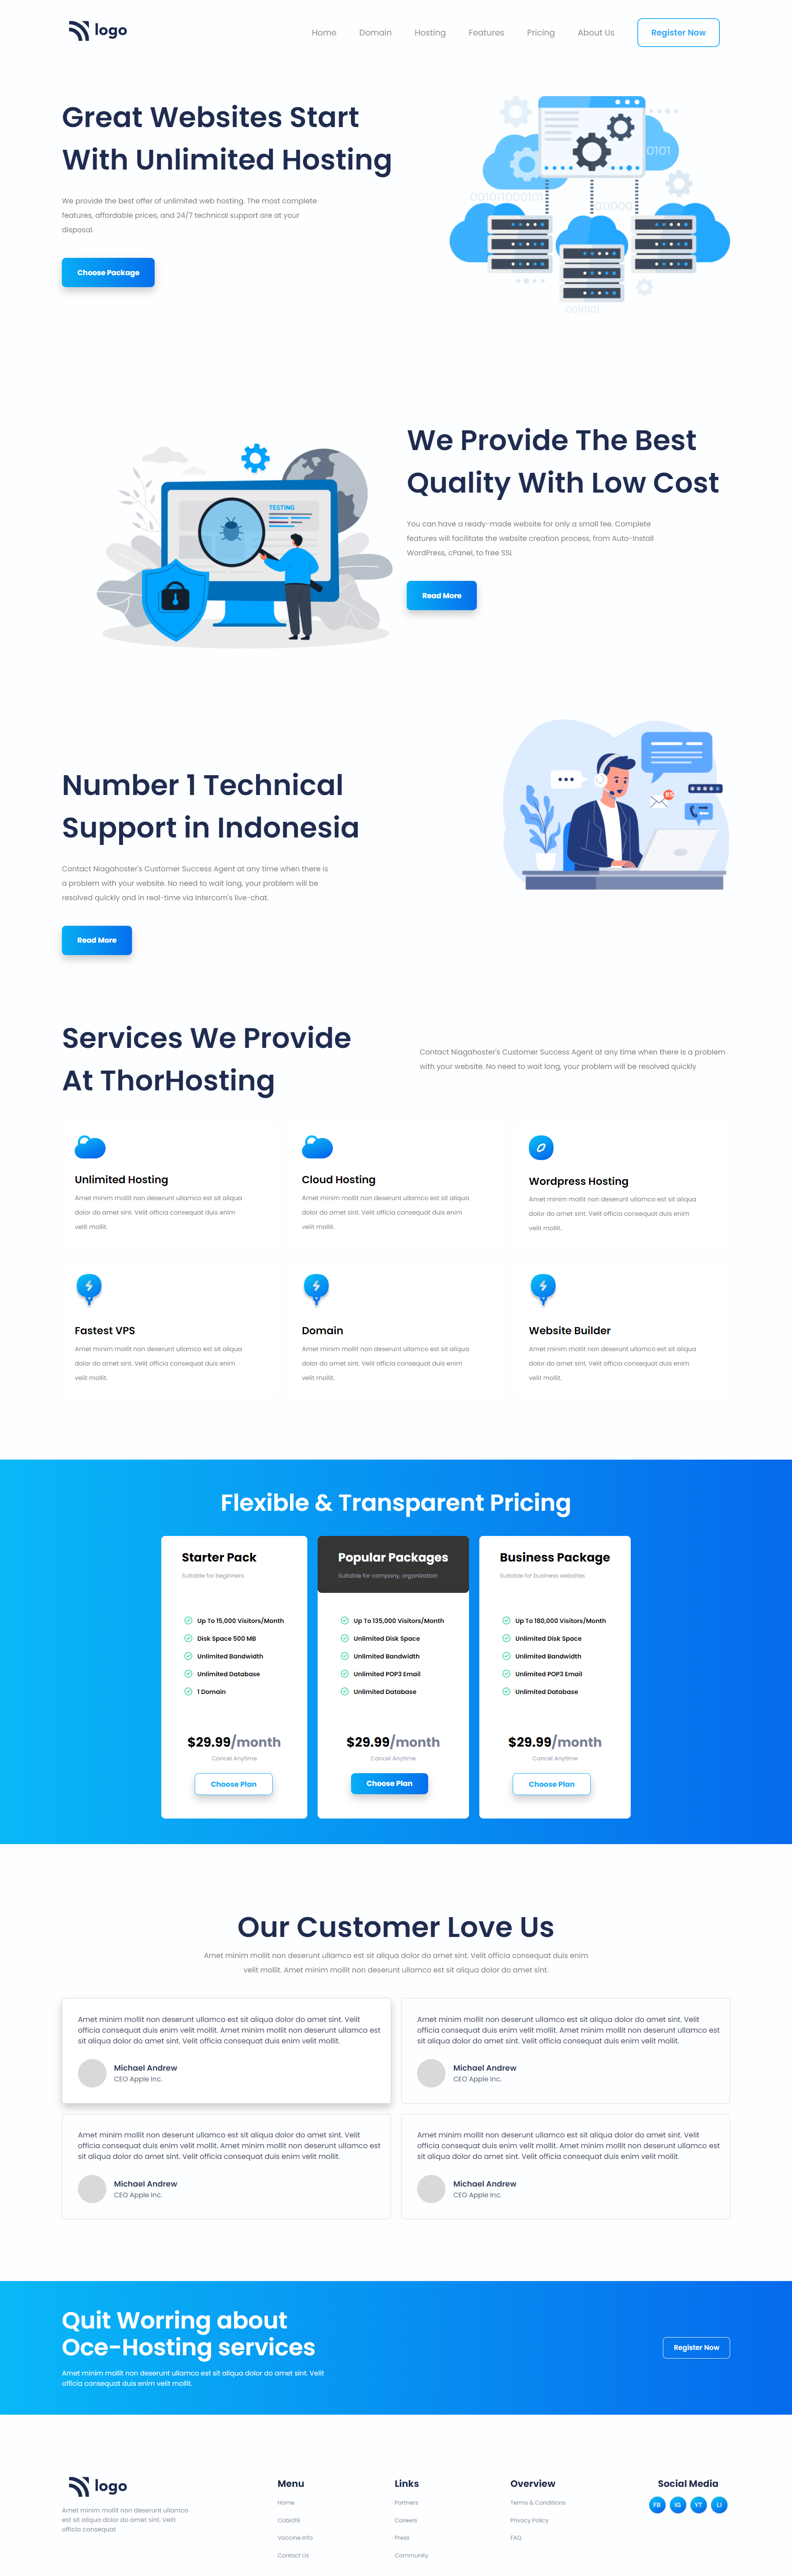 logo
Home Domain Hosting Features Pricing About Us Register Now
Great Websites Start
With Unlimited Hosting
We provide the best offer of unlimited web hosting. The most complete
features, affordable prices, and 24/7 technical support are at your
disposal.
Choose Package
0101
001011000101
011000
0010101
We Provide The Best
Quality With Low Cost
You can have a ready-made website for only a small fee. Complete
features will facilitate the website creation process, from Auto-Install
WordPress, cPanel, to free SSL
Read More
TESTING
Number 1 Technical
Support in Indonesia
Contact Niagahoster's Customer Success Agent at any time when there is
a problem with your website. No need to wait long, your problem will be
resolved quickly and in real-time via Intercom's live-chat.
Read More
85
*****
Services We Provide
At ThorHosting
Contact Niagahoster's Customer Success Agent at any time when there is a problem
with your website. No need to wait long, your problem will be resolved quickly
Unlimited Hosting
Amet minim mollit non deserunt ullamco est sit aliqua
dolor do amet sint. Velit officia consequat duis enim
velit mollit.
Cloud Hosting
Amet minim mollit non deserunt ullamco est sit aliqua
dolor do amet sint. Velit officia consequat duis enim
velit mollit.
Wordpress Hosting
Amet minim mollit non deserunt ullamco est sit aliqua
dolor do amet sint. Velit officia consequat duis enim
velit mollit.
Fastest VPS
Amet minim mollit non deserunt ullamco est sit aliqua
dolor do amet sint. Velit officia consequat duis enim
velit mollit.
Domain
Amet minim mollit non deserunt ullamco est sit aliqua
dolor do amet sint. Velit officia consequat duis enim
velit mollit.
Website Builder
Amet minim mollit non deserunt ullamco est sit aliqua
dolor do amet sint. Velit officia consequat duis enim
velit mollit.
Flexible & Transparent Pricing
Starter Pack
Suitable for beginners
Up To 15,000 Visitors/Month
Disk Space 500 MB
Unlimited Bandwidth
Unlimited Database
1 Domain
$29.99/month
Cancel Anytime
Choose Plan
Popular Packages
Suitable for company, organization
Up To 135,000 Visitors/Month
Unlimited Disk Space
Unlimited Bandwidth
Unlimited POP3 Email
Unlimited Database
$29.99/month
Cancel Anytime
Choose Plan
Business Package
Suitable for business websites
Up To 180,000 Visitors/Month
Unlimited Disk Space
Unlimited Bandwidth
Unlimited POP3 Email
Unlimited Database
$29.99/month
Cancel Anytime
Choose Plan
Our Customer Love Us
Amet minim mollit non deserunt ullamco est sit aliqua dolor do amet sint. Velit officia consequat duis enim
velit mollit. Amet minim mollit non deserunt ullamco est sit aliqua dolor do amet sint.
Amet minim mollit non deserunt ullamco est sit aliqua dolor do amet sint. Velit
officia consequat duis enim velit mollit. Amet minim mollit non deserunt ullamco est
sit aliqua dolor do amet sint. Velit officia consequat duis enim velit mollit.
Michael Andrew
CEO Apple Inc.
Amet minim mollit non deserunt ullamco est sit aliqua dolor do amet sint. Velit
officia consequat duis enim velit mollit. Amet minim mollit non deserunt ullamco est
sit aliqua dolor do amet sint. Velit officia consequat duis enim velit mollit.
Michael Andrew
CEO Apple Inc.
Amet minim mollit non deserunt ullamco est sit aliqua dolor do amet sint. Velit
officia consequat duis enim velit mollit. Amet minim mollit non deserunt ullamco est
sit aliqua dolor do amet sint. Velit officia consequat duis enim velit mollit.
Michael Andrew
CEO Apple Inc.
Amet minim mollit non deserunt ullamco est sit aliqua dolor do amet sint. Velit
officia consequat duis enim velit mollit. Amet minim mollit non deserunt ullamco est
sit aliqua dolor do amet sint. Velit officia consequat duis enim velit mollit.
Michael Andrew
CEO Apple Inc.
Quit Worring about
Oce-Hosting services
Amet minim mollit non deserunt ullamco est sit aliqua dolor do amet sint. Velit
officia consequat duis enim velit mollit.
Register Now
logo
Amet minim mollit non deserunt ullamco
est sit aliqua dolor do amet sint. Velit
officia consequat
Menu
Home
Cobid19
Vaccine Info
Contact Us
Links
Partners
Careers
Press
Community
Overview
Terms & Conditions
Privacy Policy
FAQ
Social Media
FB IG YT LI